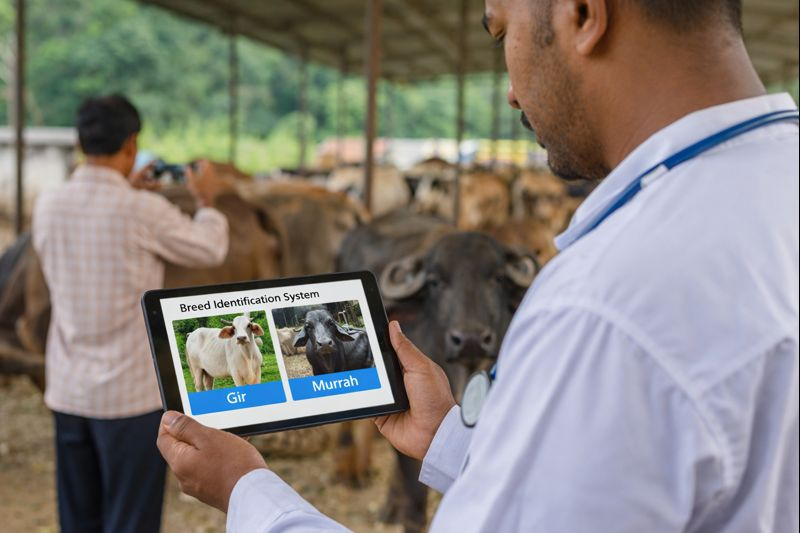 Breed Identification System
Gir
Murrah